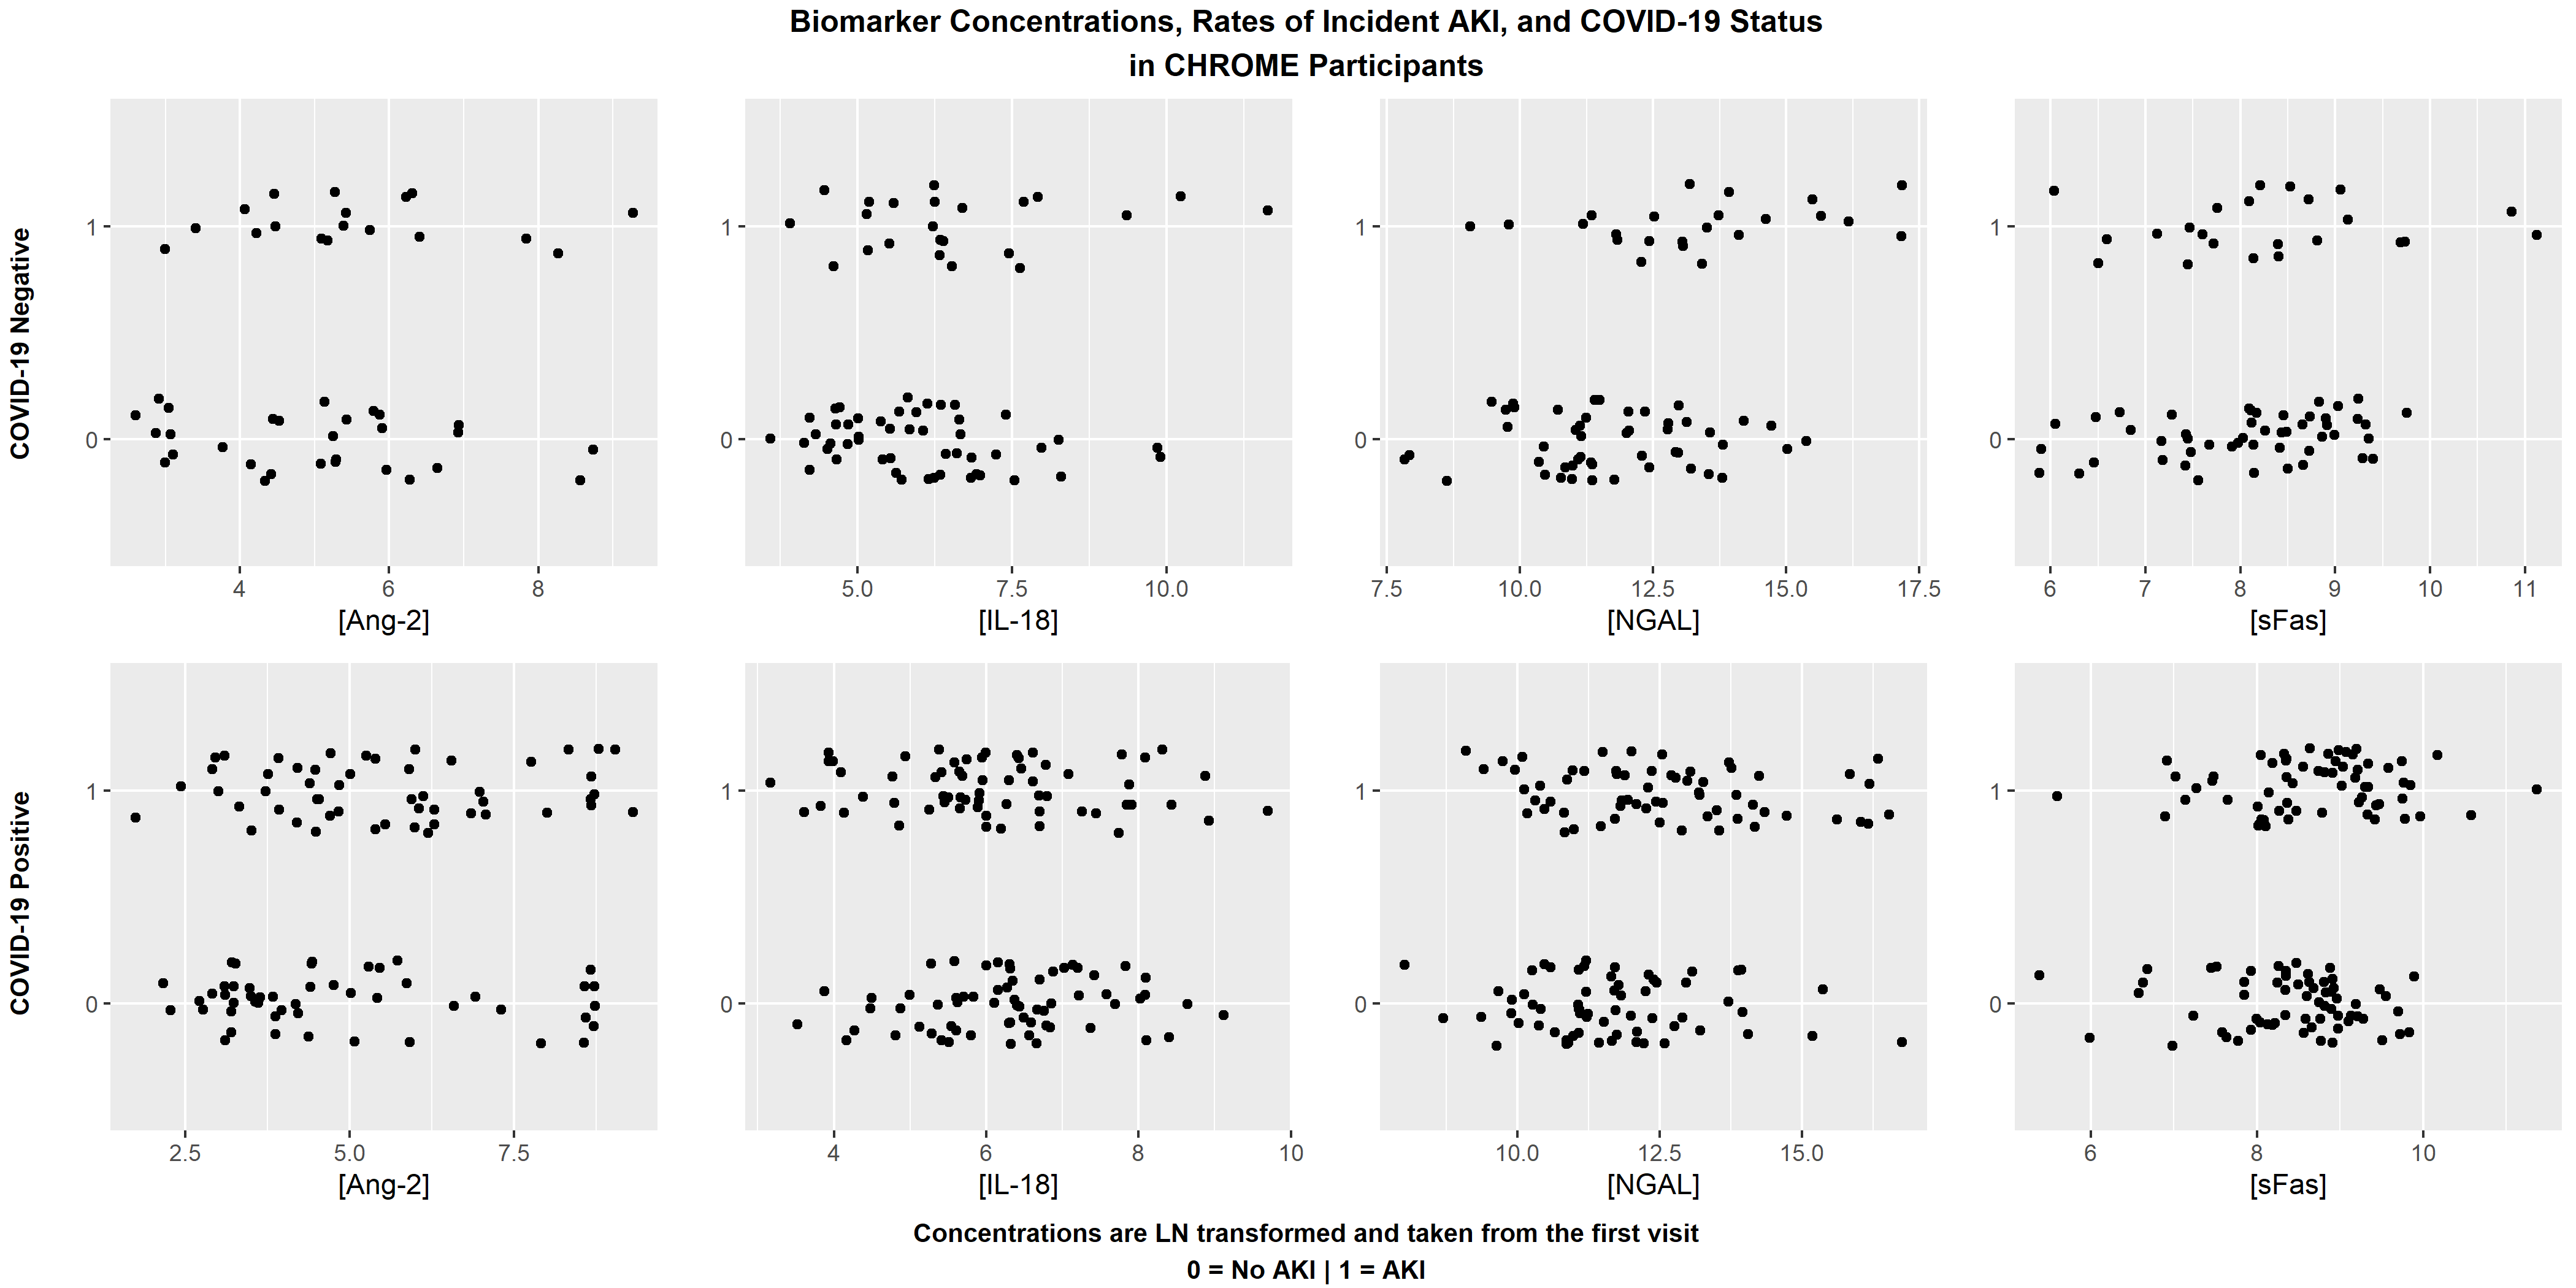 Biomarker Concentrations, Rates of Incident AKI, and COVID-19 Status
in CHROME Participants
COVID-19 Negative
1
0
4 6 8
[Ang-2]
1
0
5.0 7.5 10.0
[IL-18]
1
0
7.5 10.0 12.5 15.0 17.5
[NGAL]
1
0
6 7 8 9 10 11
[sFas]
COVID-19 Positive
1
0
2.5 5.0 7.5
[Ang-2]
1
0
4 6 8 10
[IL-18]
1
0
10.0 12.5 15.0
[NGAL]
1
0
6 8 10
[sFas]
Concentrations are LN transformed and taken from the first visit
0 = No AKI | 1 = AKI